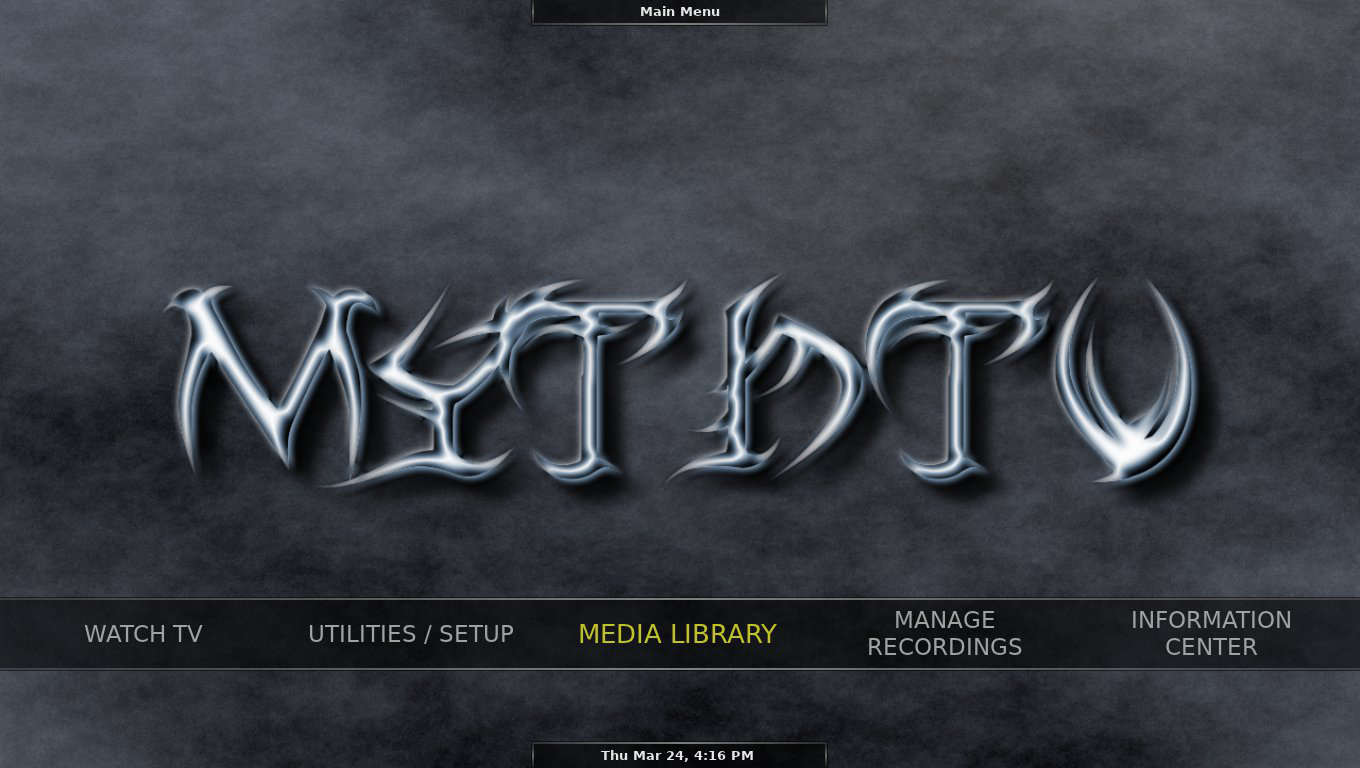 Main Menu
MYTHTV
WATCH TV
UTILITIES / SETUP
MEDIA LIBRARY
MANAGE
RECORDINGS
INFORMATION
CENTER
Thu Mar 24, 4:16 PM